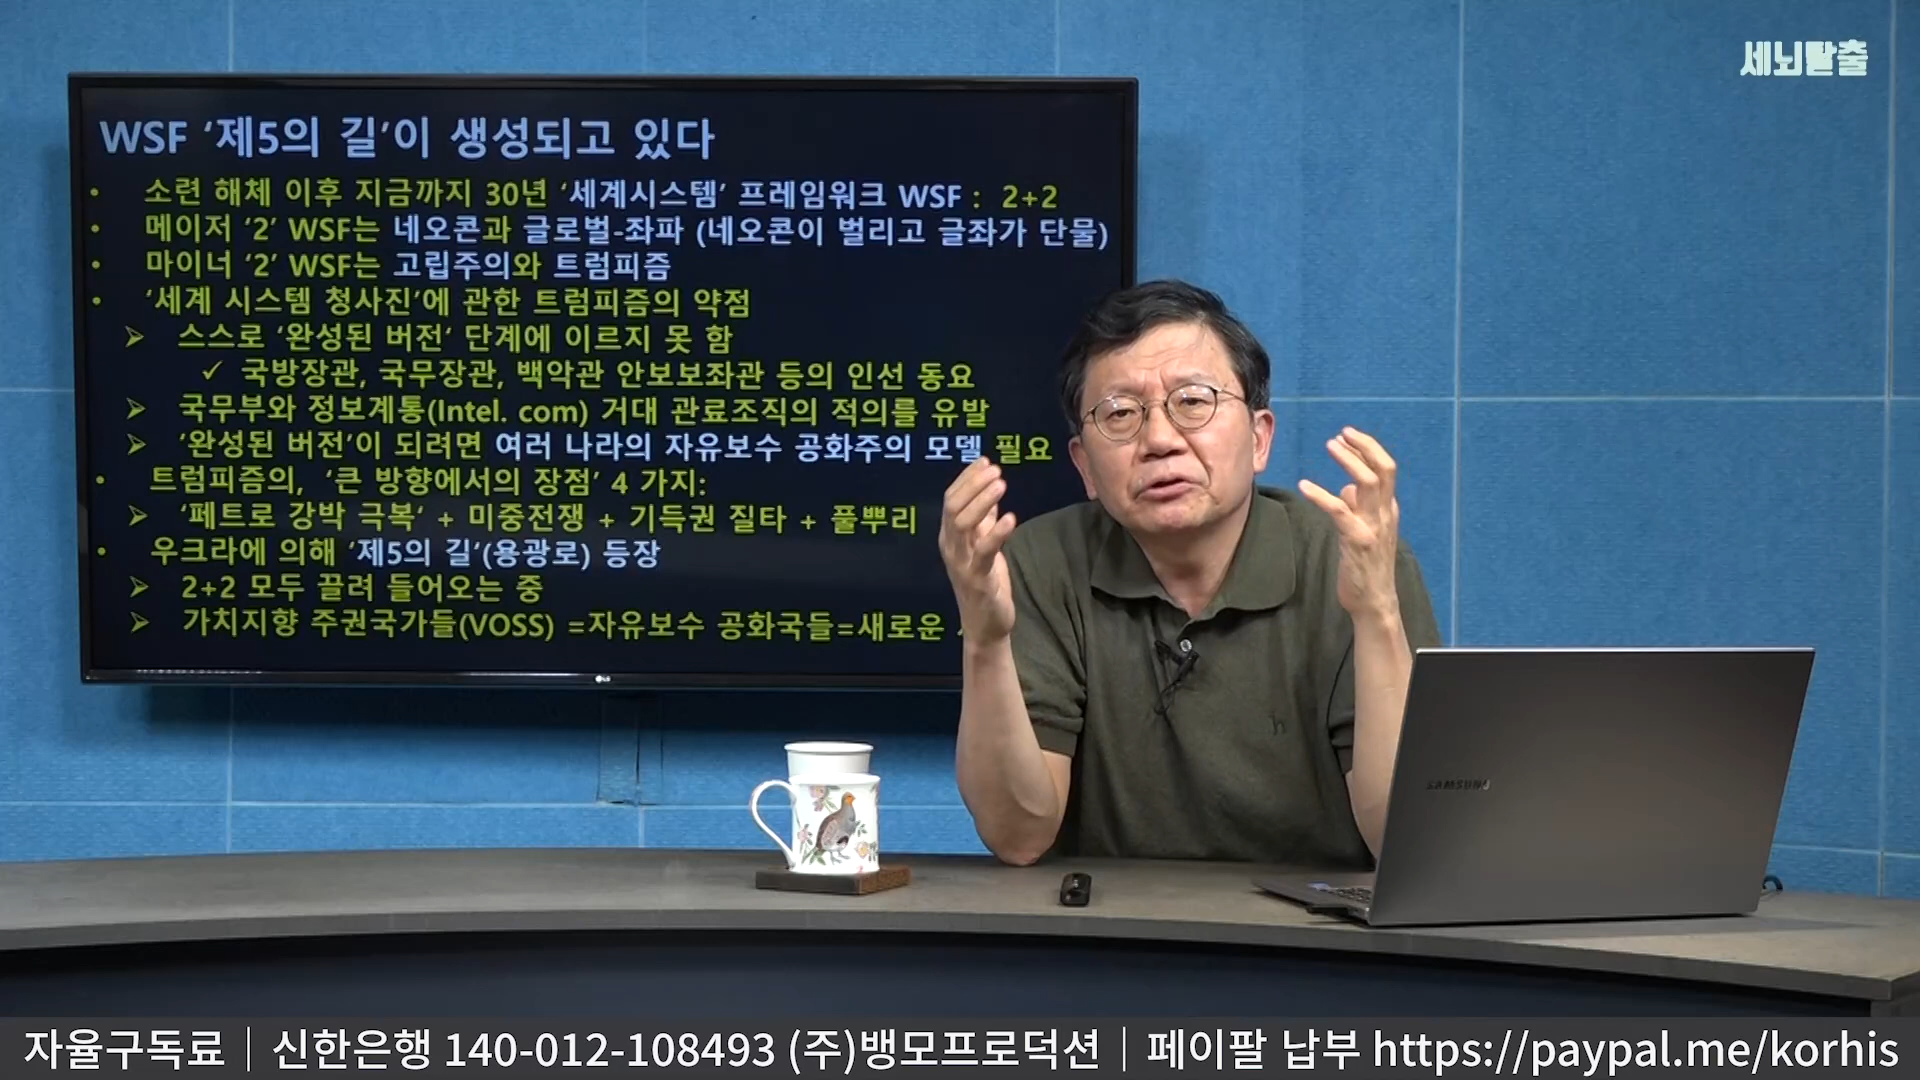 세뇌탈출
WSF ‘제5의 길’이 생성되고 있다
• 소련 해체 이후 지금까지 30년 ‘세계시스템’ 프레임워크 WSF : 2+2
• 메이저 ‘2’ WSF는 네오콘과 글로벌-좌파 (네오콘이 벌리고 글좌가 단물)
• 마이너 ‘2’ WSF는 고립주의와 트럼피즘
• ‘세계 시스템 청사진’에 관한 트럼피즘의 약점
➢ 스스로 ‘완성된 버전‘ 단계에 이르지 못 함
✓ 국방장관, 국무장관, 백악관 안보보좌관 등의 인선 동요
➢ 국무부와 정보계통(Intel. com) 거대 관료조직의 적의를 유발
➢ ‘완성된 버전’이 되려면 여러 나라의 자유보수 공화주의 모델 필요
• 트럼피즘의, ‘큰 방향에서의 장점’ 4 가지:
➢ ‘페트로 강박 극복‘ + 미중전쟁 + 기득권 질타 + 풀뿌리
• 우크라에 의해 ‘제5의 길’(용광로) 등장
➢ 2+2 모두 끌려 들어오는 중
➢ 가치지향 주권국가들(VOSS) =자유보수 공화국들=새로운
LG
SAMSUNG
자율구독료｜신한은행 140-012-108493 (주)뱅모프로덕션｜페이팔 납부 https://paypal.me/korhis